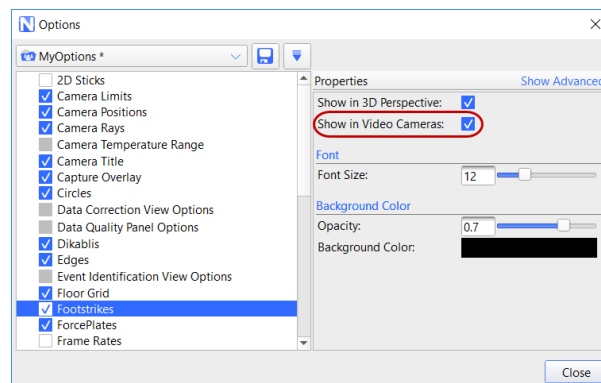 Options
MyOptions *
2D Sticks
Camera Limits
Camera Positions
Camera Rays
Camera Temperature Range
Camera Title
Capture Overlay
Circles
Data Correction View Options
Data Quality Panel Options
Dikablis
Edges
Event Identification View Options
Floor Grid
Footstrikes
ForcePlates
Frame Rates
Properties Show Advanced
Show in 3D Perspective:
Show in Video Cameras:
Font
Font Size: 12
Background Color
Opacity: 0.7
Background Color:
Close